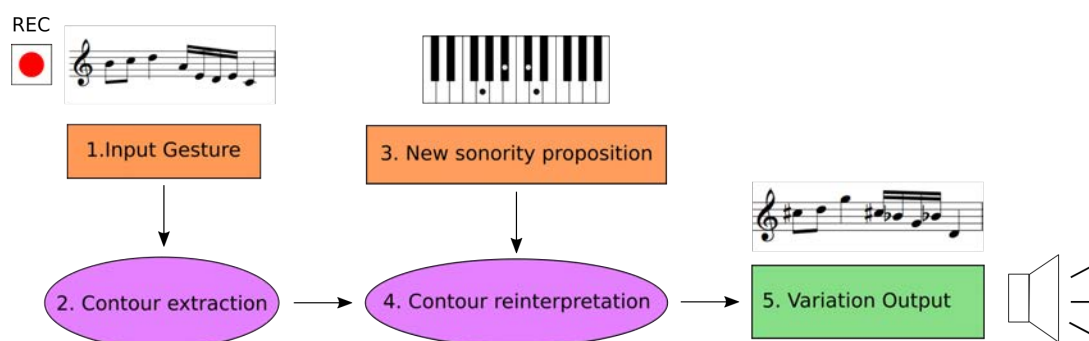 REC
1.Input Gesture
3. New sonority proposition
2. Contour extraction
4. Contour reinterpretation
5. Variation Output